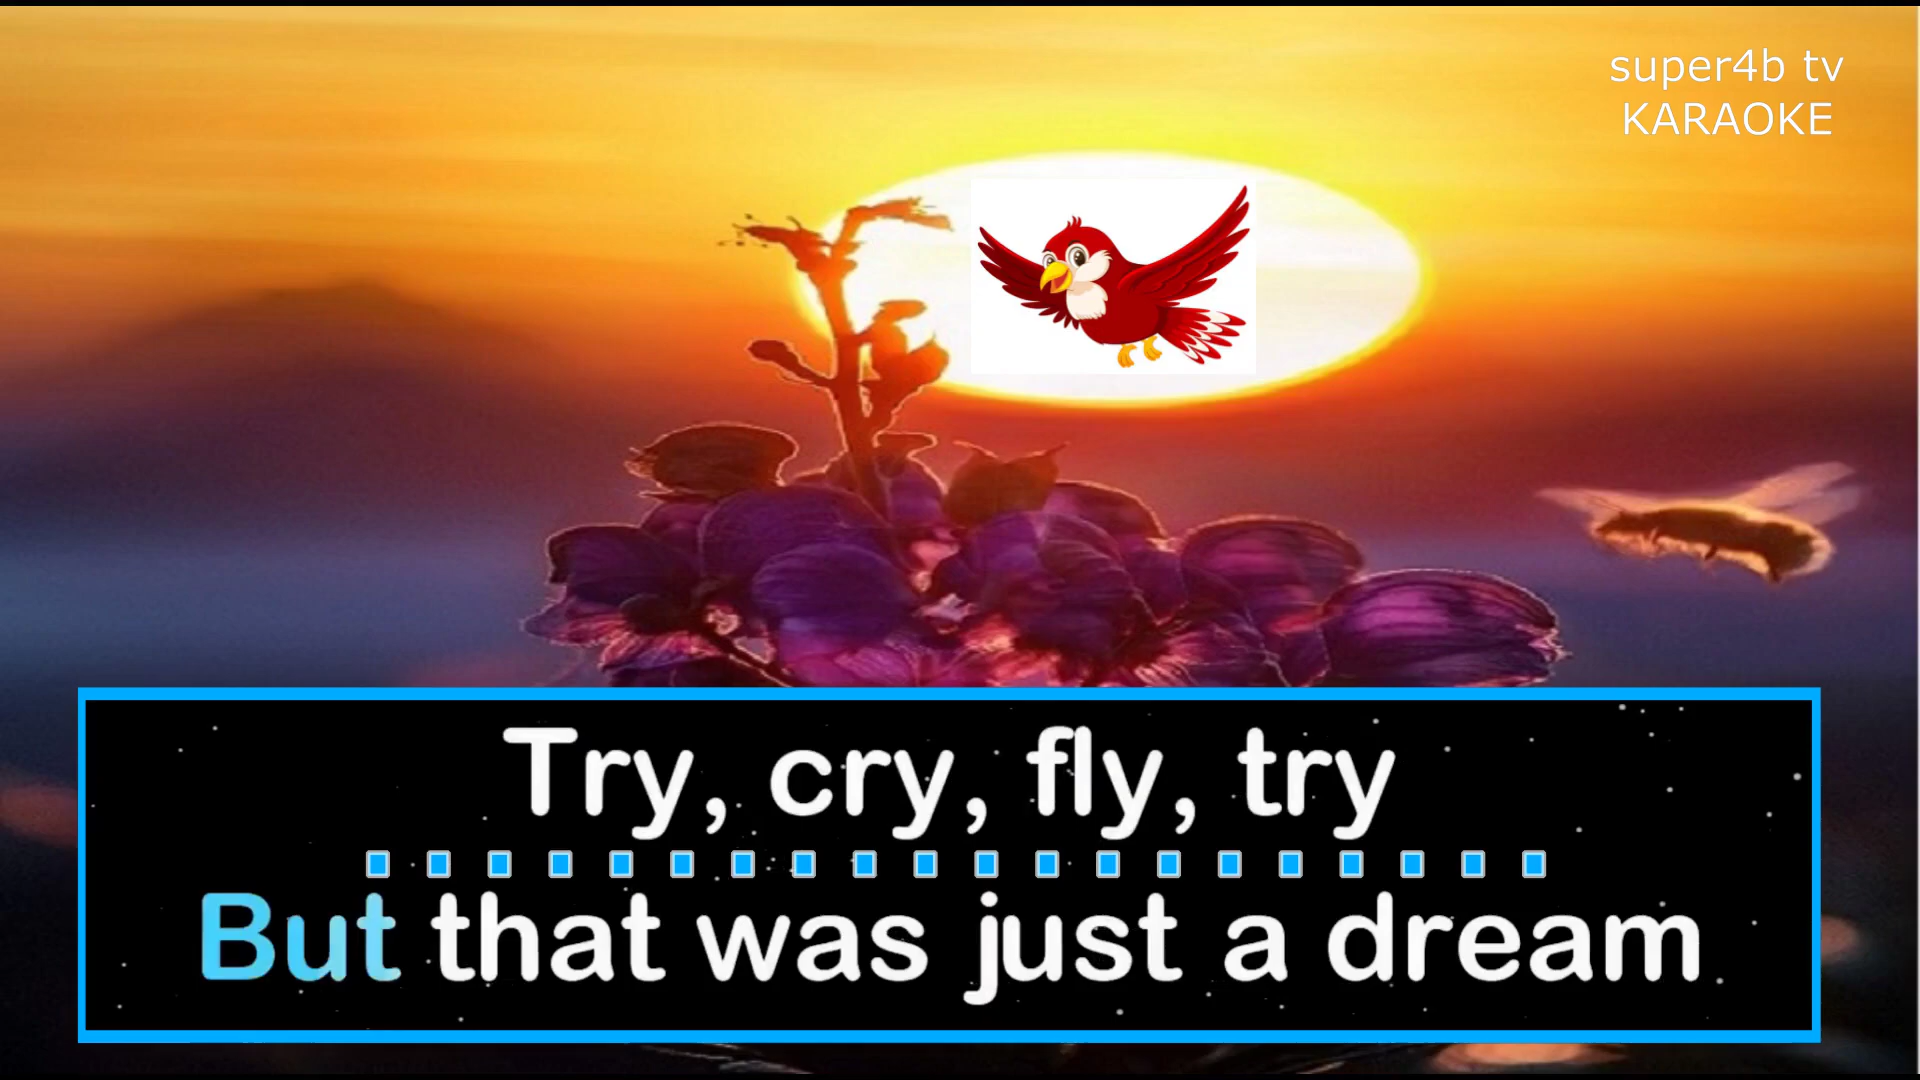 super4b tv
KARAOKE
Try, cry, fly, try
But that was just a dream